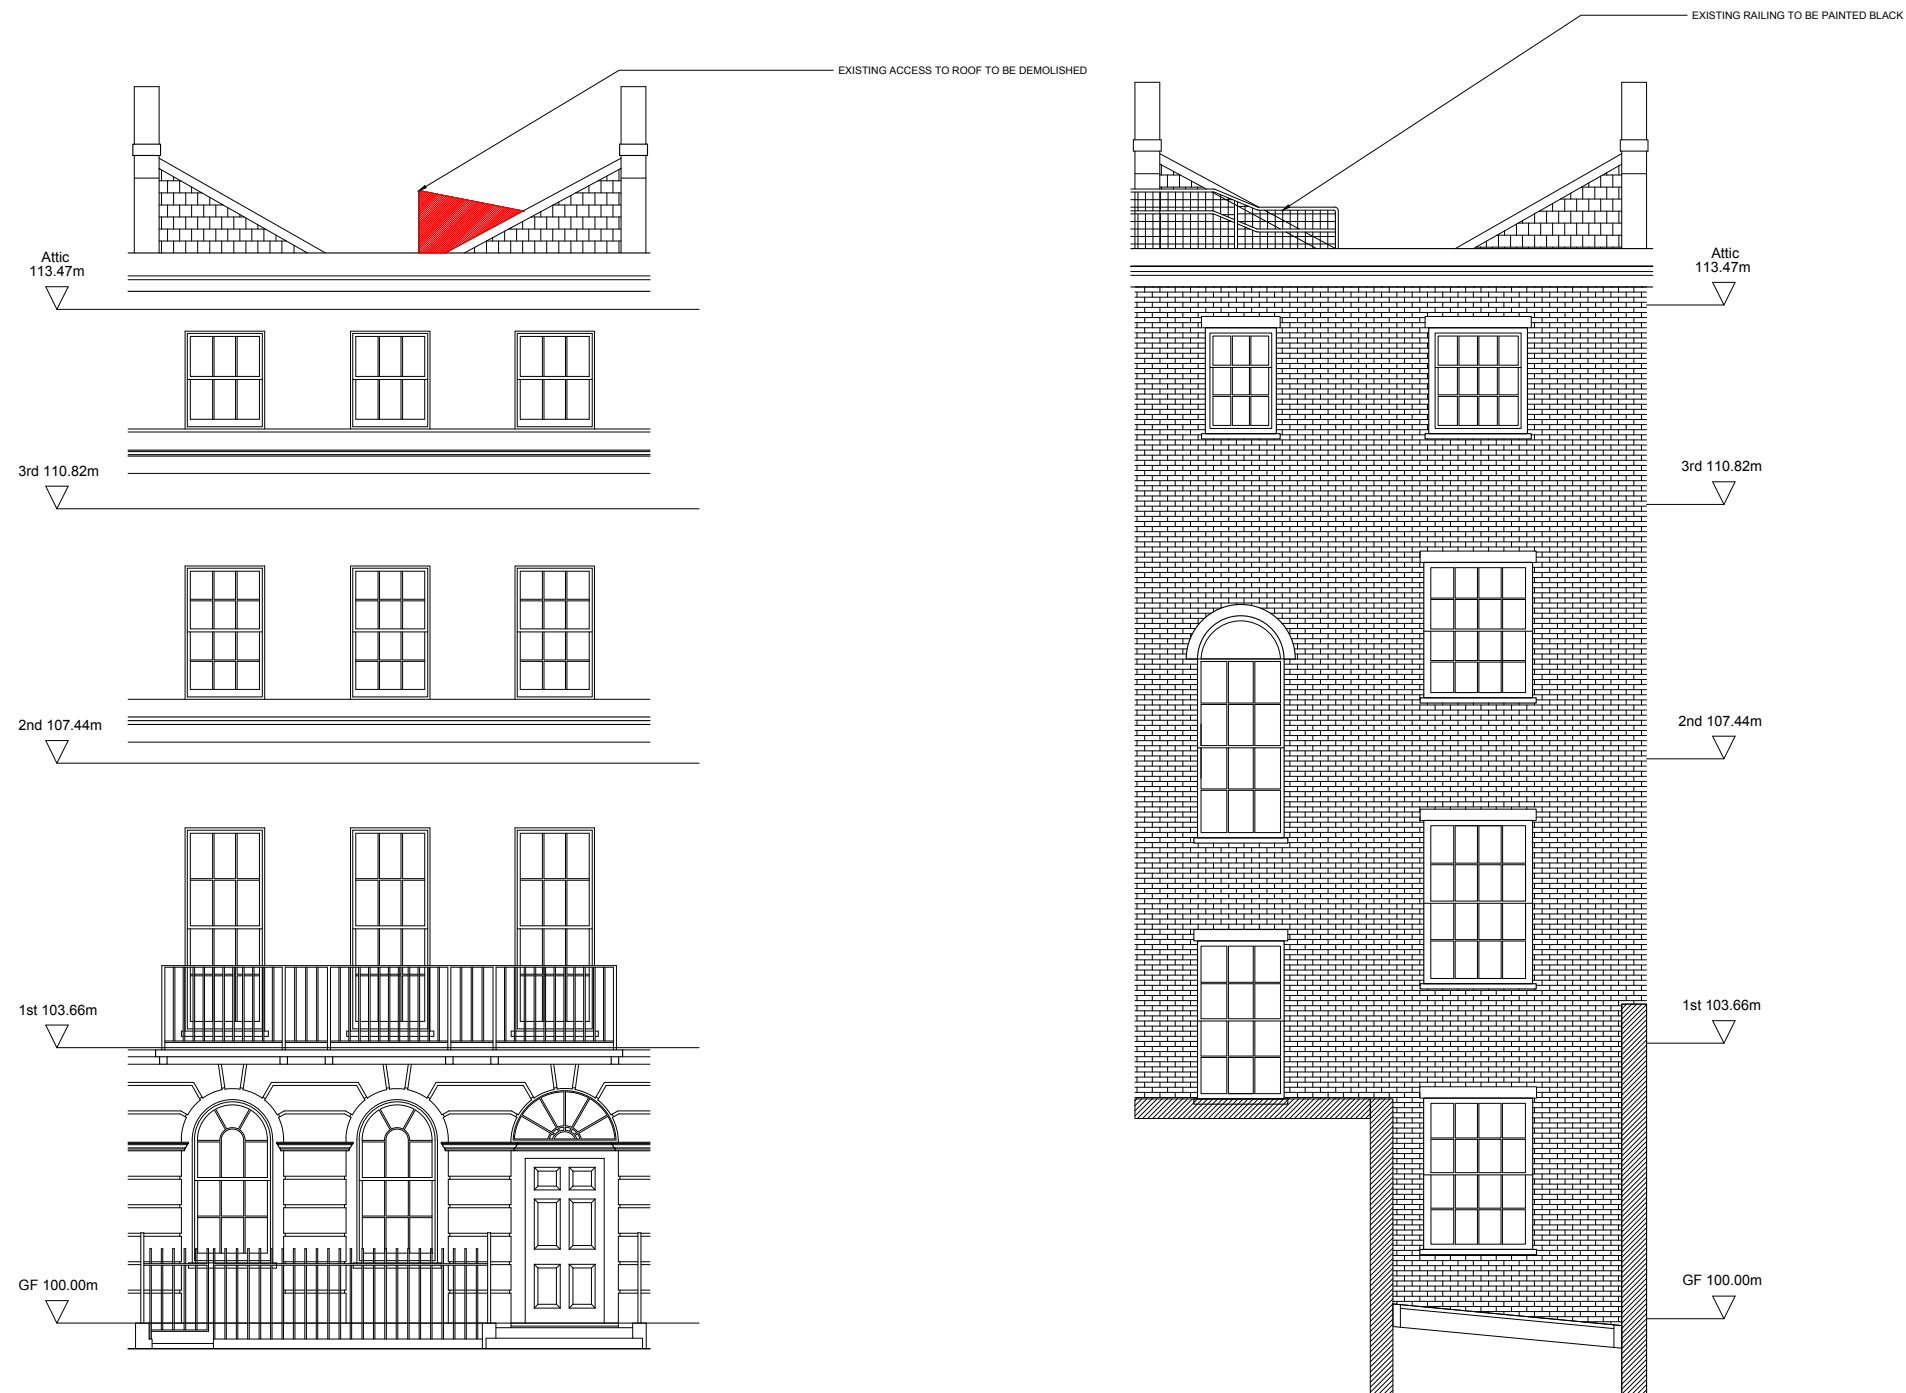 EXISTING RAILING TO BE PAINTED BLACK
EXISTING ACCESS TO ROOF TO BE DEMOLISHED
Attic
113.47m
3rd 110.82m
2nd 107.44m
1st 103.66m
GF 100.00m
Attic
113.47m
3rd 110.82m
2nd 107.44m
1st 103.66m
GF 100.00m